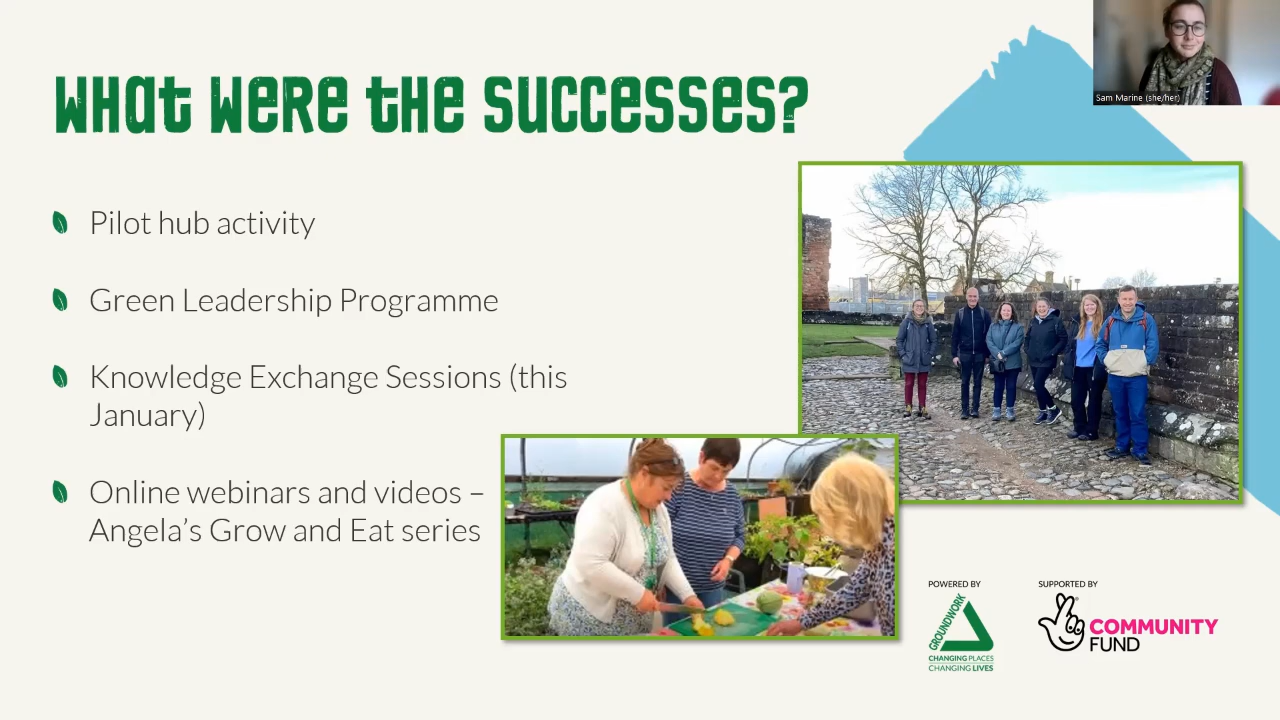 What were the successes?
Sam Marine (she/her)
Pilot hub activity
Green Leadership Programme
Knowledge Exchange Sessions (this
January)
Online webinars and videos –
Angela's Grow and Eat series
POWERED BY
GROUNDWORK
CHANGING PLACES
CHANGING LIVES
SUPPORTED BY
COMMUNITY
FUND